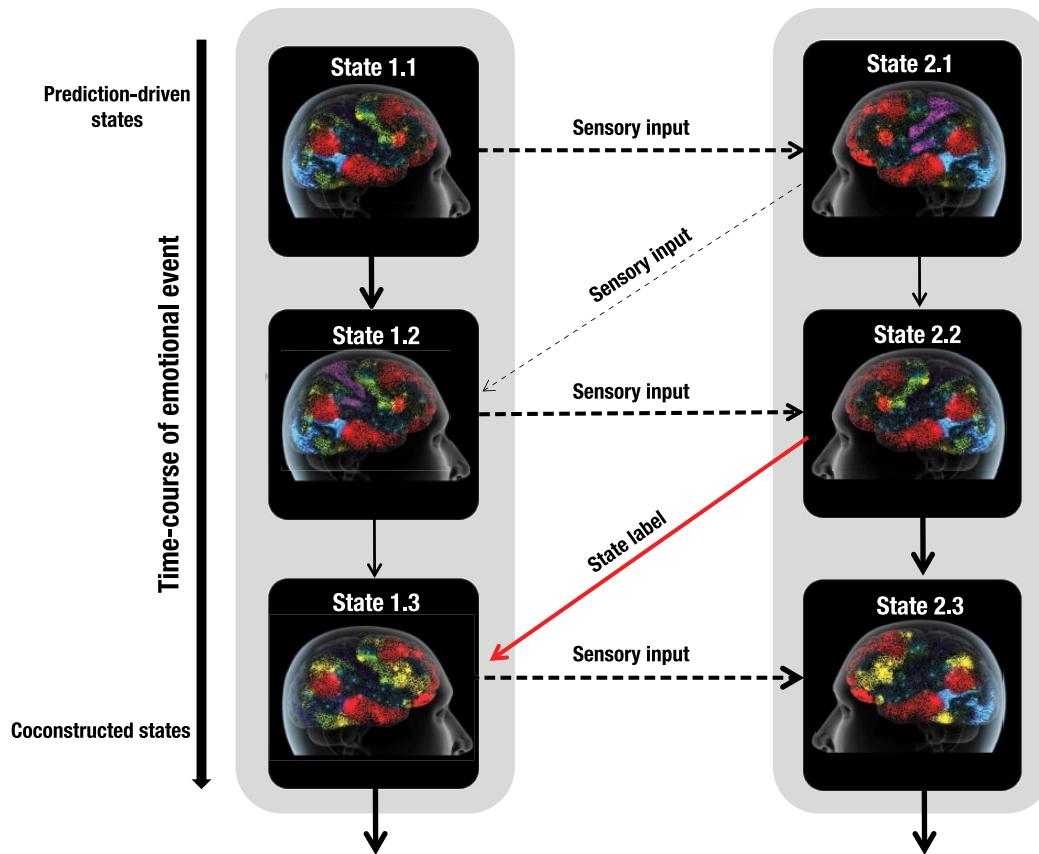 State 1.1
State 2.1
Prediction-driven
states
Sensory input
Sensory input
Time-course of emotional event
State 1.2
State 2.2
Sensory input
State label
State 1.3
State 2.3
Sensory input
Coconstructed states